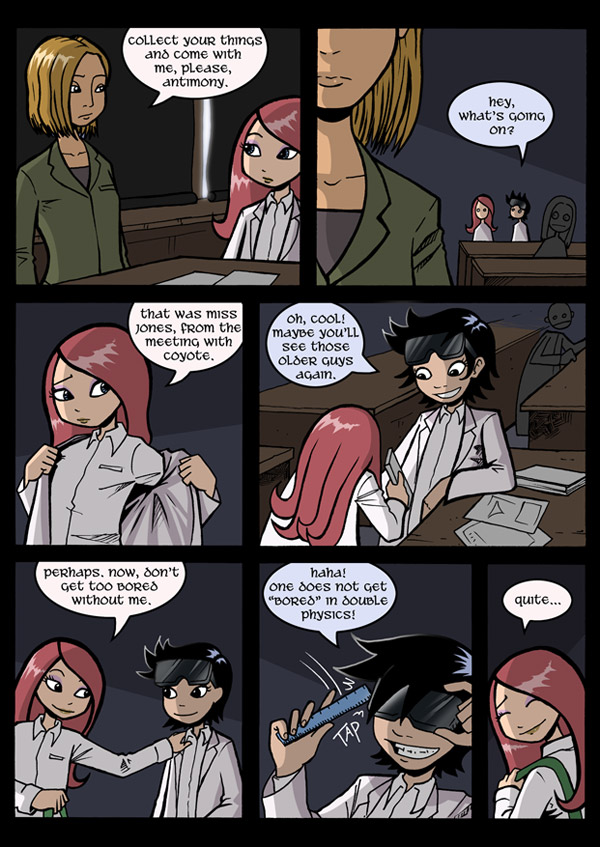 collect your things
and come with
me, please,
antimony.
hey,
what's going
on?
that was miss
jones, from the
meeting with
coyote.
oh, cool!
maybe you'll
see those
older guys
again.
perhaps. now, don't
get too bored
without me.
haha!
one does not get
"bored" in double
physics!
TAP
quite...